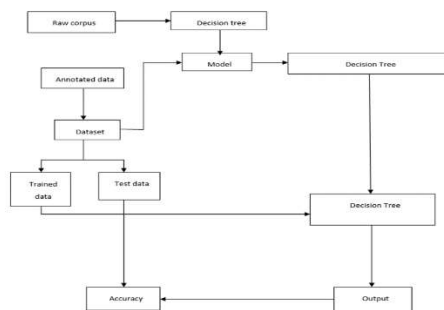 Raw corpus
Decision tree
Model
Decision Tree
Annotated data
Dataset
Trained
data
Test data
Decision Tree
Accuracy
Output